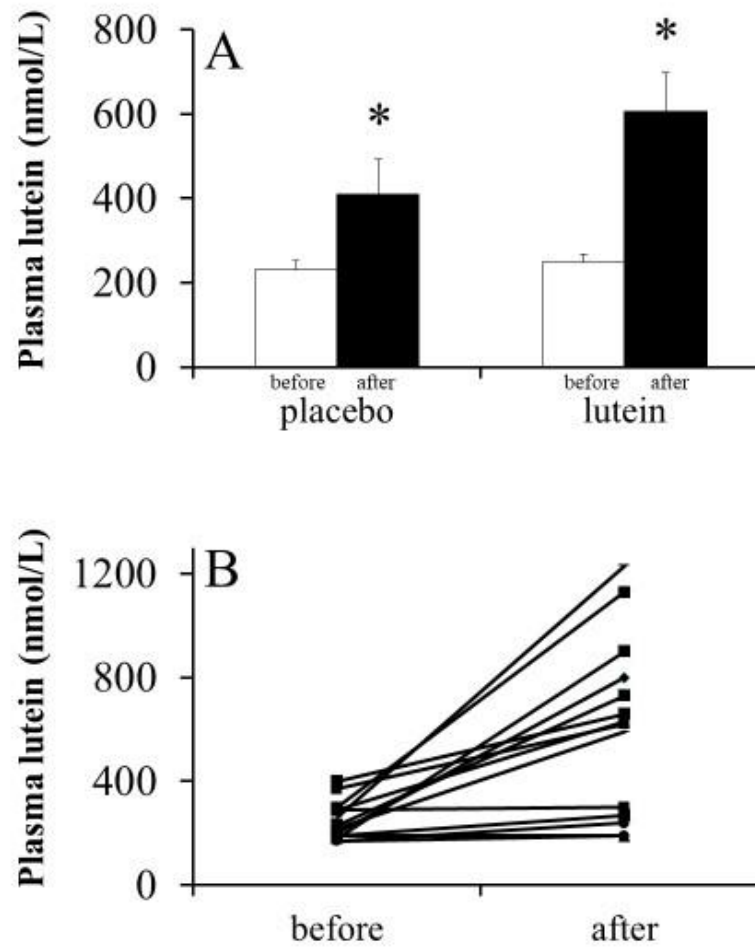 A
Plasma lutein (nmol/L)
800
600
400
200
0
*
*
before after before after
placebo lutein
B
Plasma lutein (nmol/L)
1200
800
400
0
before after